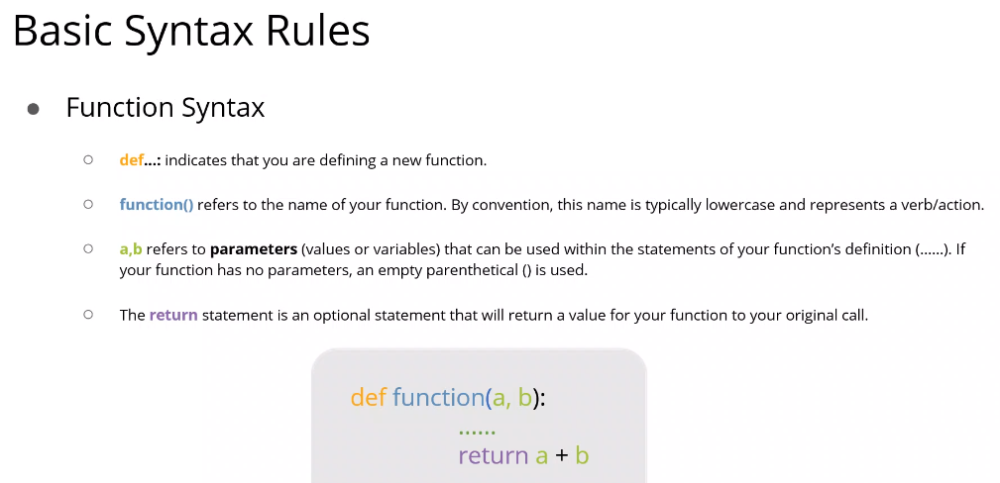 Basic Syntax Rules
● Function Syntax
○ def...: indicates that you are defining a new function.
○ function() refers to the name of your function. By convention, this name is typically lowercase and represents a verb/action.
○ a,b refers to parameters (values or variables) that can be used within the statements of your function’s definition (......). If
your function has no parameters, an empty parenthetical () is used.
○ The return statement is an optional statement that will return a value for your function to your original call.
def function(a, b):
......
return a + b